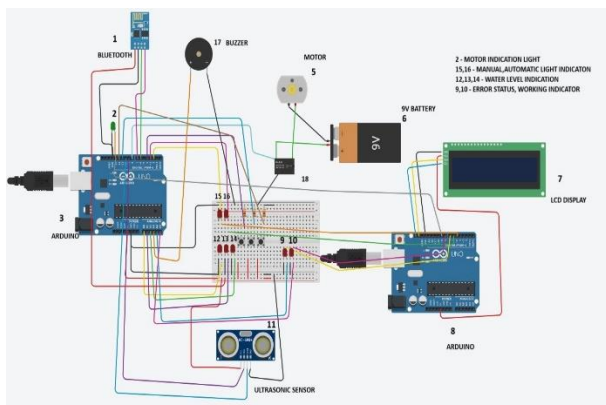 1
BLUETOOTH
17 BUZZER
MOTOR
5
2 - MOTOR INDICATION LIGHT
15,16 - MANUAL,AUTOMATIC LIGHT INDICATON
12,13,14 - WATER LEVEL INDICATION
9,10 - ERROR STATUS, WORKING INDICATOR
9V BATTERY
6
9V
2
18
7
LCD DISPLAY
3
ARDUINO
UNO
15 16
12 13 14
9 10
UNO
8
ARDUINO
11
ULTRASONIC SENSOR